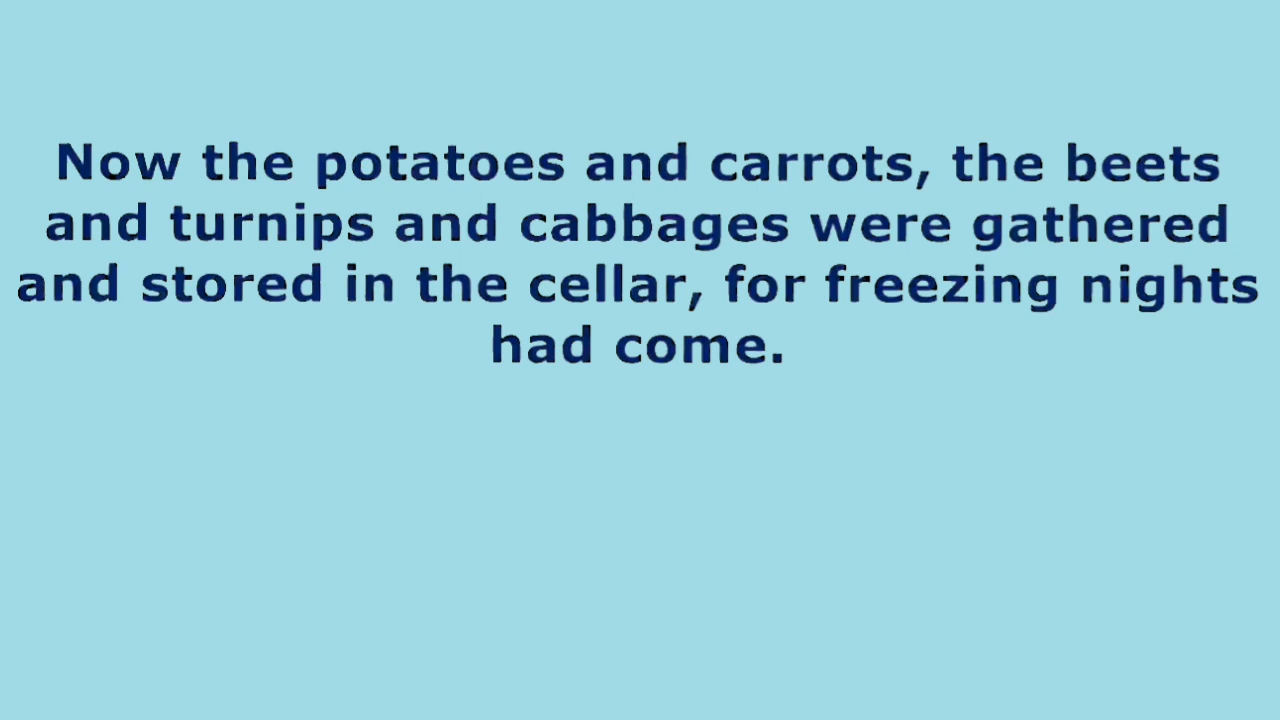 Now the potatoes and carrots, the beets
and turnips and cabbages were gathered
and stored in the cellar, for freezing nights
had come.